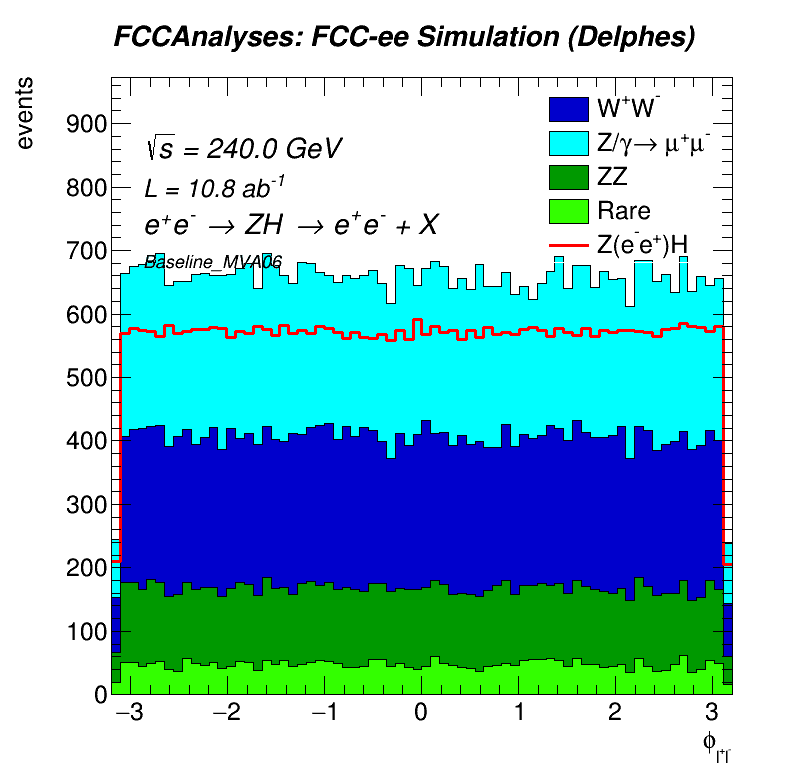 FCCAnalyses: FCC-ee Simulation (Delphes)
events
√s = 240.0 GeV
L = 10.8 ab⁻¹
e⁺e⁻ → ZH → e⁺e⁻ + X
Baseline_MVA06
W⁺W⁻
Z/γ→ μ⁺μ⁻
ZZ
Rare
Z(e⁻e⁺)H
900
800
700
600
500
400
300
200
100
0
−3 −2 −1 0 1 2 3
ϕ l⁺l⁻